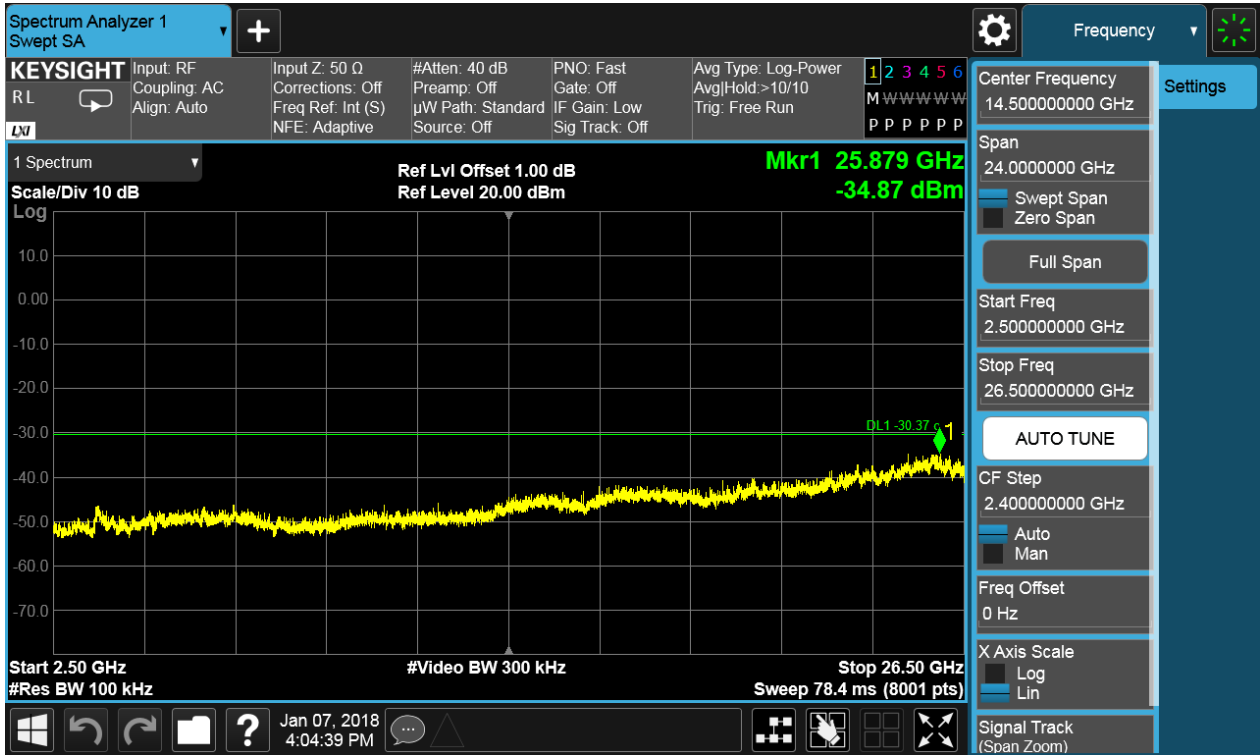 Spectrum Analyzer 1
Swept SA
Frequency
KEYSIGHT
RL
LXI
Input: RF
Coupling: AC
Align: Auto
Input Z: 50 Ω
Corrections: Off
Freq Ref: Int (S)
NFE: Adaptive
#Atten: 40 dB
Preamp: Off
µW Path: Standard
Source: Off
PNO: Fast
Gate: Off
IF Gain: Low
Sig Track: Off
Avg Type: Log-Power
Avg|Hold:>10/10
Trig: Free Run
1 2 3 4 5 6
M W W W W W
P P P P P P
1 Spectrum
Scale/Div 10 dB
Log
Ref Lvl Offset 1.00 dB
Ref Level 20.00 dBm
Mkr1 25.879 GHz
-34.87 dBm
10.0
0.00
-10.0
-20.0
-30.0
-40.0
-50.0
-60.0
-70.0
DL1 -30.37
1
Start 2.50 GHz
#Res BW 100 kHz
#Video BW 300 kHz
Stop 26.50 GHz
Sweep 78.4 ms (8001 pts)
Jan 07, 2018
4:04:39 PM
Settings
Center Frequency
14.500000000 GHz
Span
24.0000000 GHz
Swept Span
Zero Span
Full Span
Start Freq
2.500000000 GHz
Stop Freq
26.500000000 GHz
AUTO TUNE
CF Step
2.400000000 GHz
Auto
Man
Freq Offset
0 Hz
X Axis Scale
Log
Lin
Signal Track
(Span Zoom)